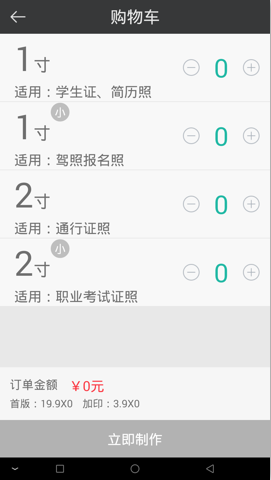 购物车
1寸
0
适用：学生证、简历照
1寸 小
0
适用：驾照报名照
2寸
0
适用：通行证照
2寸 小
0
适用：职业考试证照
订单金额 ￥0元
首版：19.9X0 加印：3.9X0
立即制作